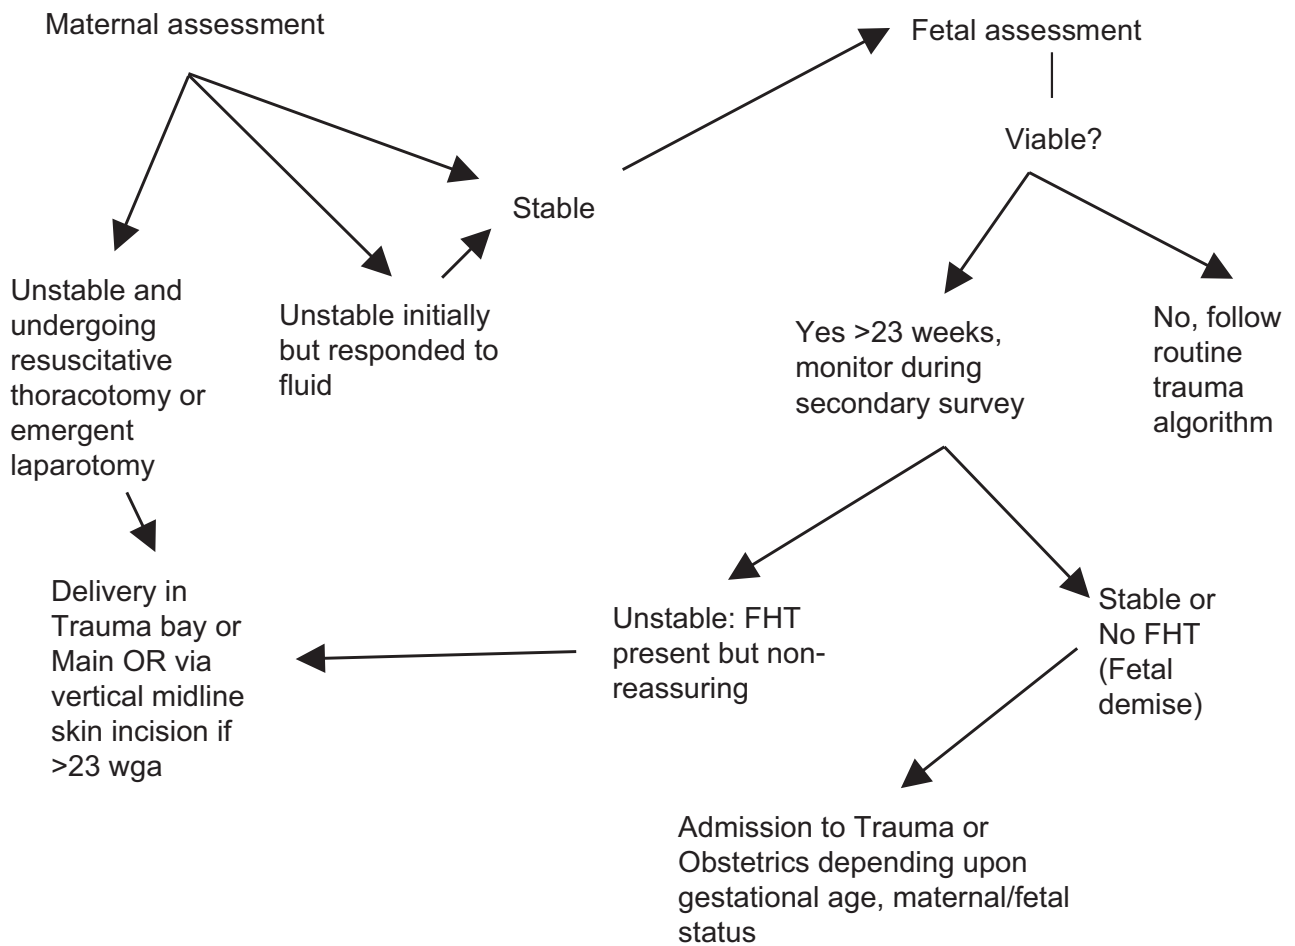 Maternal assessment
Fetal assessment
Viable?
Stable
Unstable and
undergoing
resuscitative
thoracotomy or
emergent
laparotomy
Unstable initially
but responded to
fluid
Yes >23 weeks,
monitor during
secondary survey
No, follow
routine
trauma
algorithm
Delivery in
Trauma bay or
Main OR via
vertical midline
skin incision if
>23 wga
Unstable: FHT
present but non-
reassuring
Stable or
No FHT
(Fetal
demise)
Admission to Trauma or
Obstetrics depending upon
gestational age, maternal/fetal
status